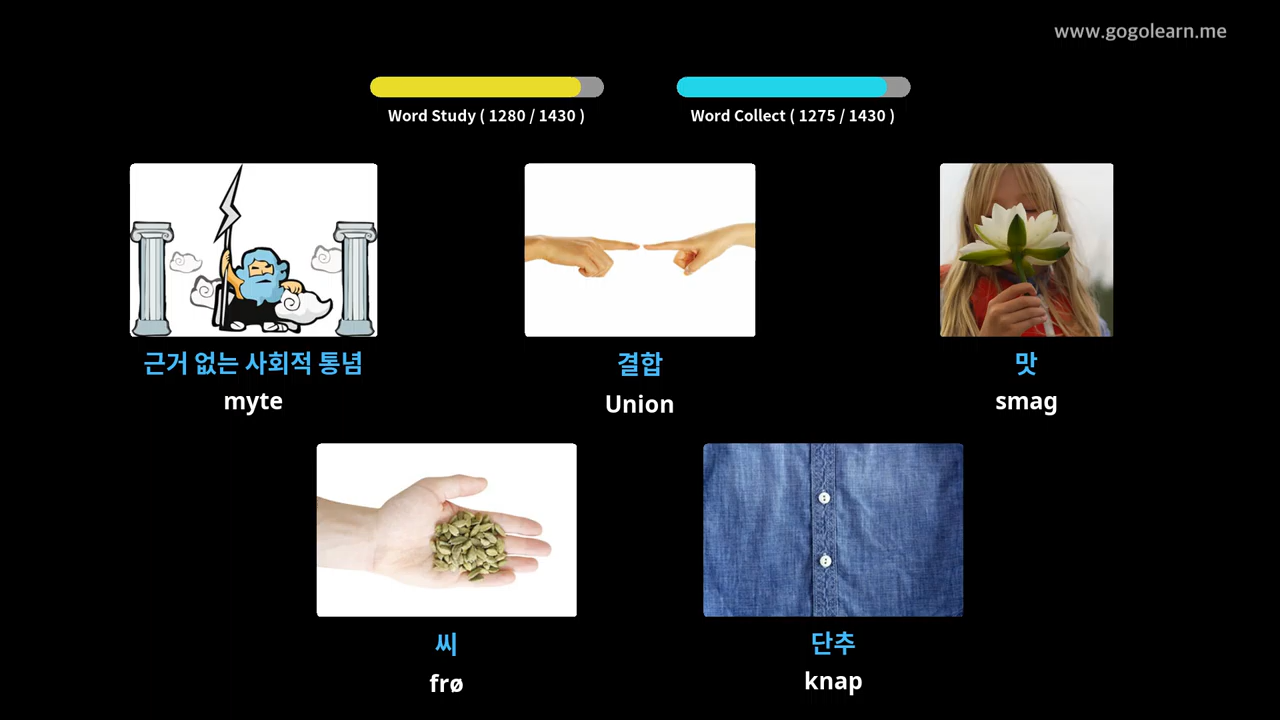 www.gogolearn.me
Word Study ( 1280 / 1430 )
Word Collect ( 1275 / 1430 )
근거 없는 사회적 통념
myte
결합
Union
맛
smag
씨
frø
단추
knap